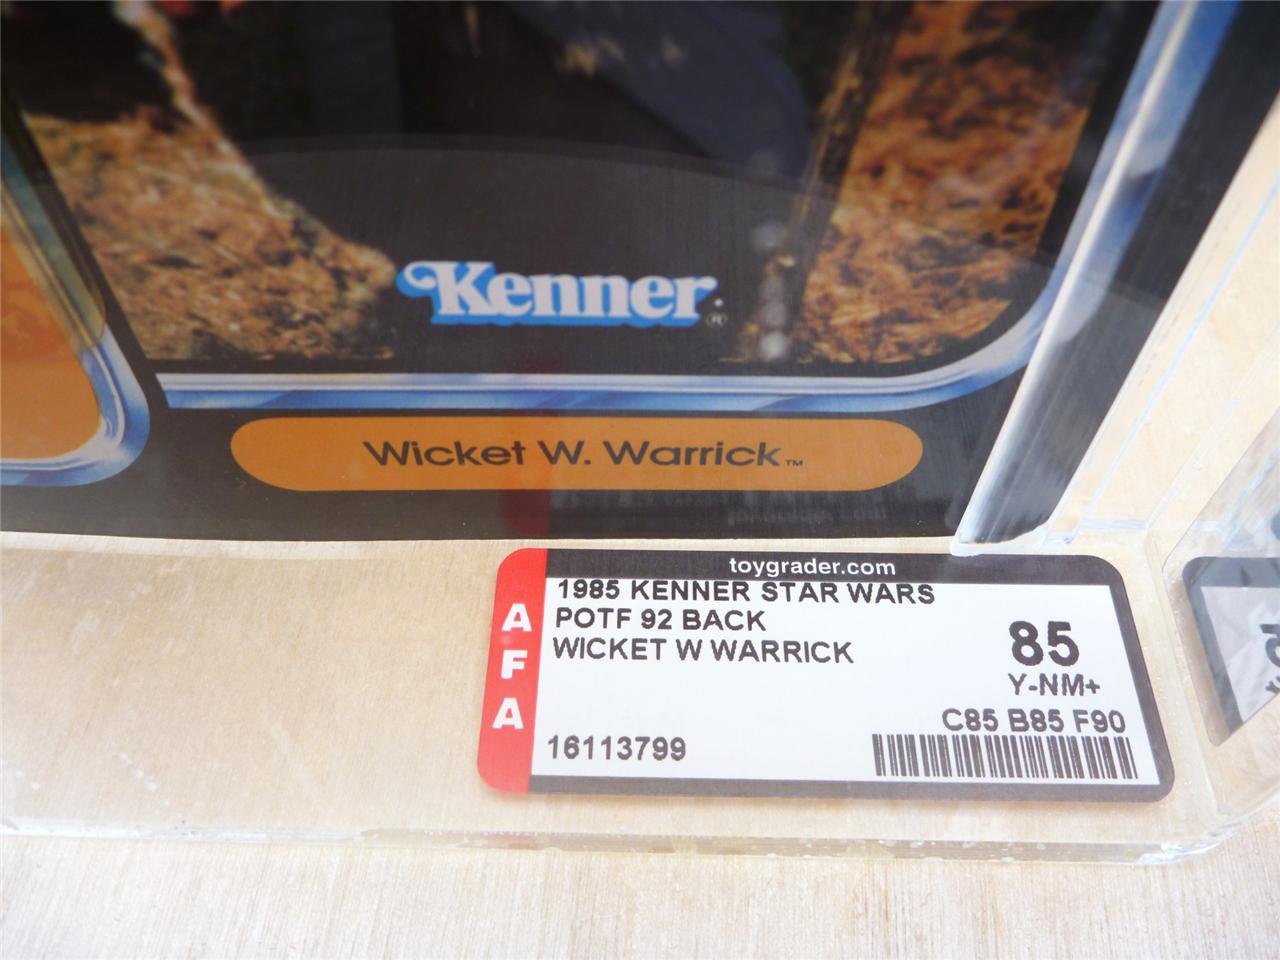 Kenner®
Wicket W. Warrick™
toygrader.com
AFA
1985 KENNER STAR WARS
POTF 92 BACK
WICKET W WARRICK
85
Y-NM+
C85 B85 F90
16113799